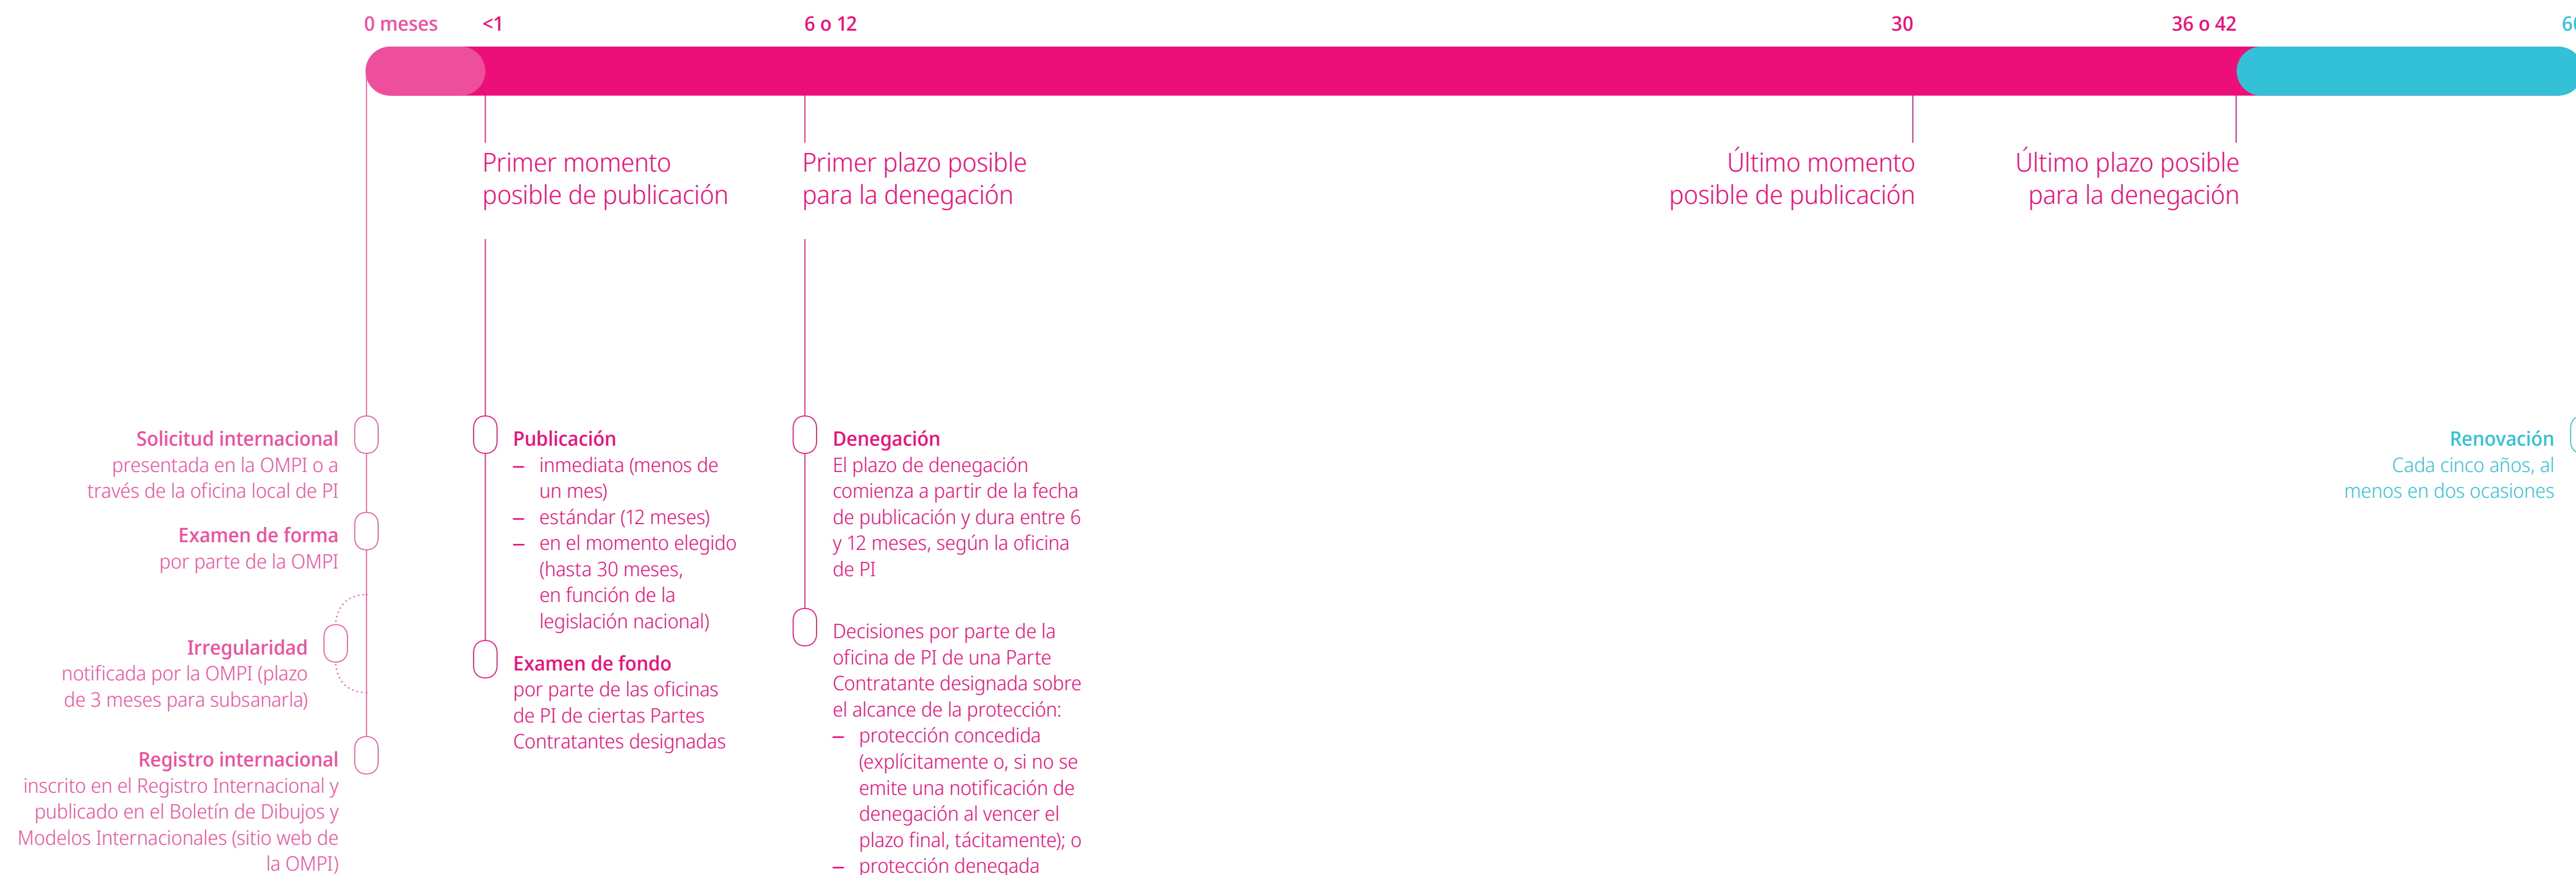 0 meses
<1
6 o 12
30
36 o 42
Primer momento
posible de publicación
Primer plazo posible
para la denegación
Último momento
posible de publicación
Último plazo posible
para la denegación
Solicitud internacional
presentada en la OMPI o a
través de la oficina local de PI
Examen de forma
por parte de la OMPI
Irregularidad
notificada por la OMPI (plazo
de 3 meses para subsanarla)
Registro internacional
inscrito en el Registro Internacional y
publicado en el Boletín de Dibujos y
Modelos Internacionales (sitio web de
la OMPI)
Publicación
– inmediata (menos de
un mes)
– estándar (12 meses)
– en el momento elegido
(hasta 30 meses,
en función de la
legislación nacional)
Examen de fondo
por parte de las oficinas
de PI de ciertas Partes
Contratantes designadas
Denegación
El plazo de denegación
comienza a partir de la fecha
de publicación y dura entre 6
y 12 meses, según la oficina
de PI
Decisiones por parte de la
oficina de PI de una Parte
Contratante designada sobre
el alcance de la protección:
– protección concedida
(explícitamente o, si no se
emite una notificación de
denegación al vencer el
plazo final, tácitamente); o
– protección denegada
Renovación
Cada cinco años, al
menos en dos ocasiones